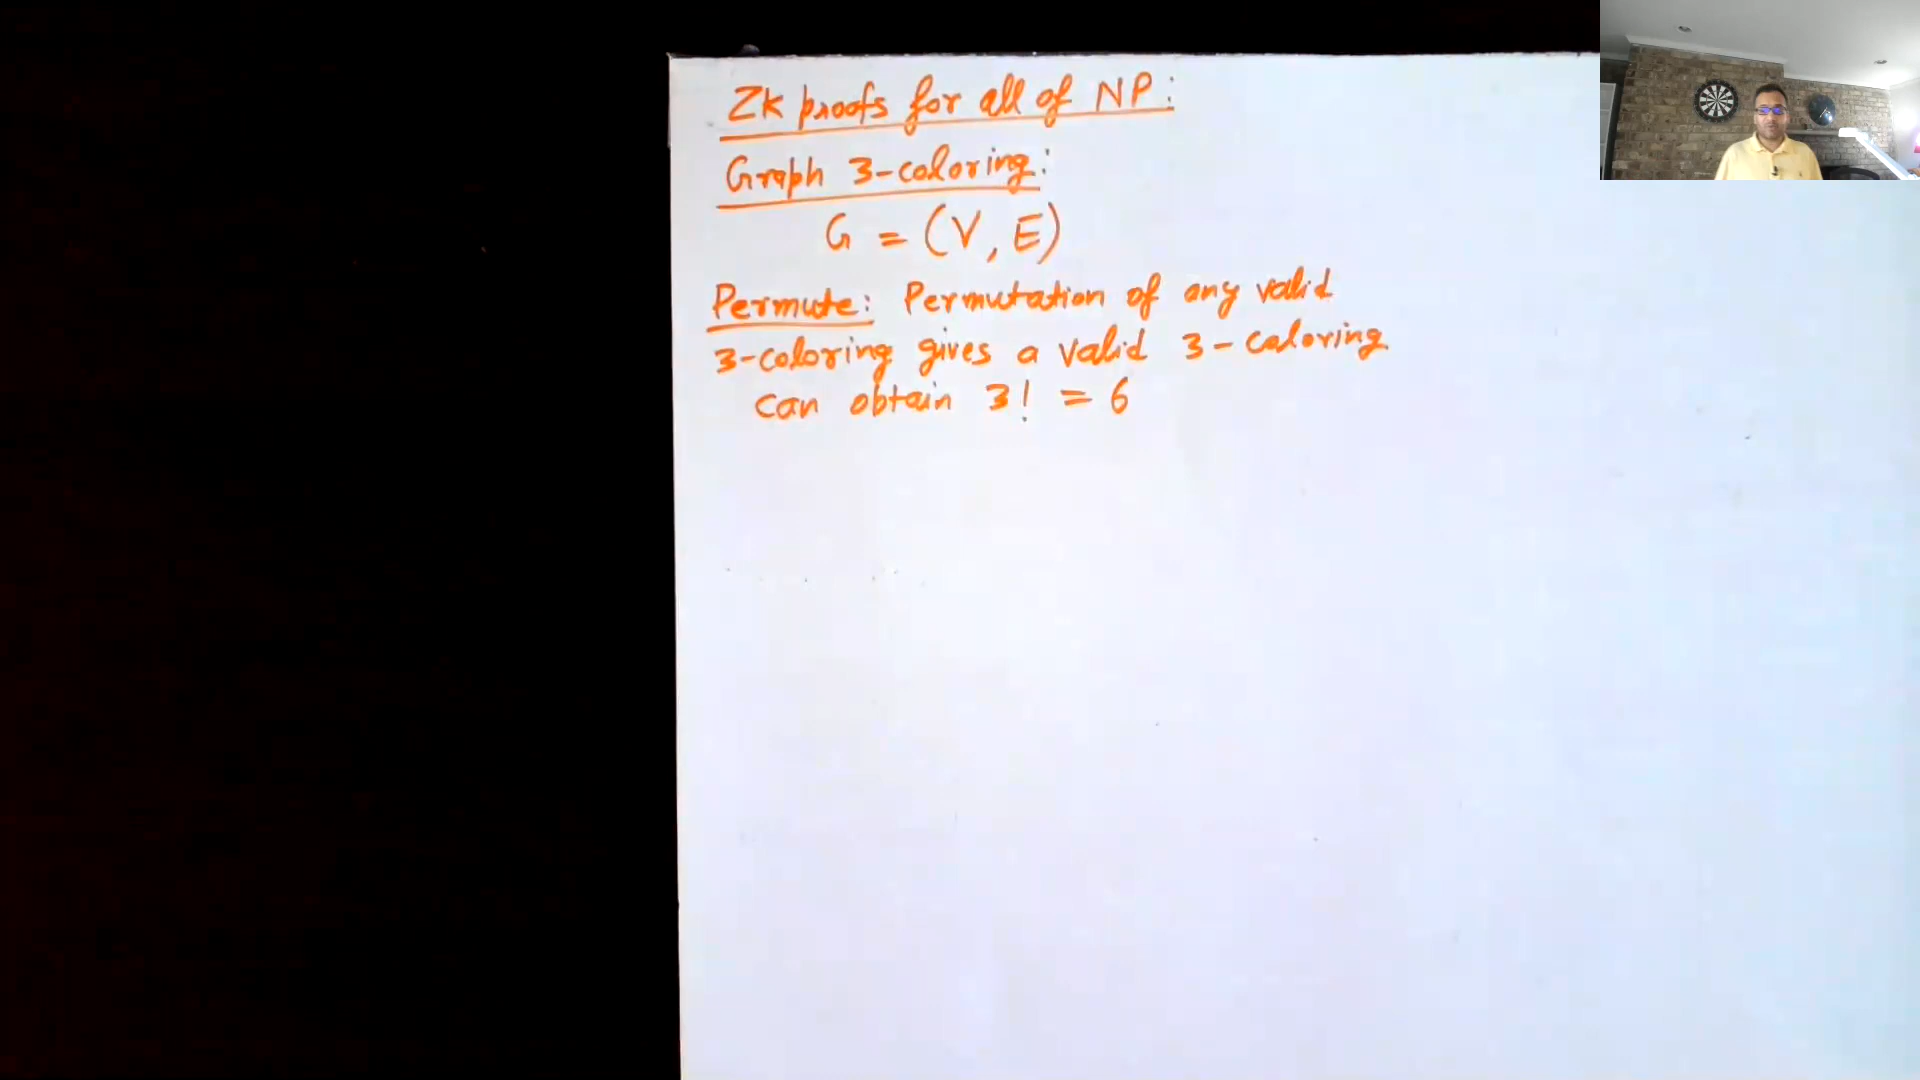 Zk proofs for all of NP:
Graph 3-coloring:
G = (V, E)
Permute: Permutation of any valid
3-coloring gives a valid 3-coloring
can obtain 3! = 6